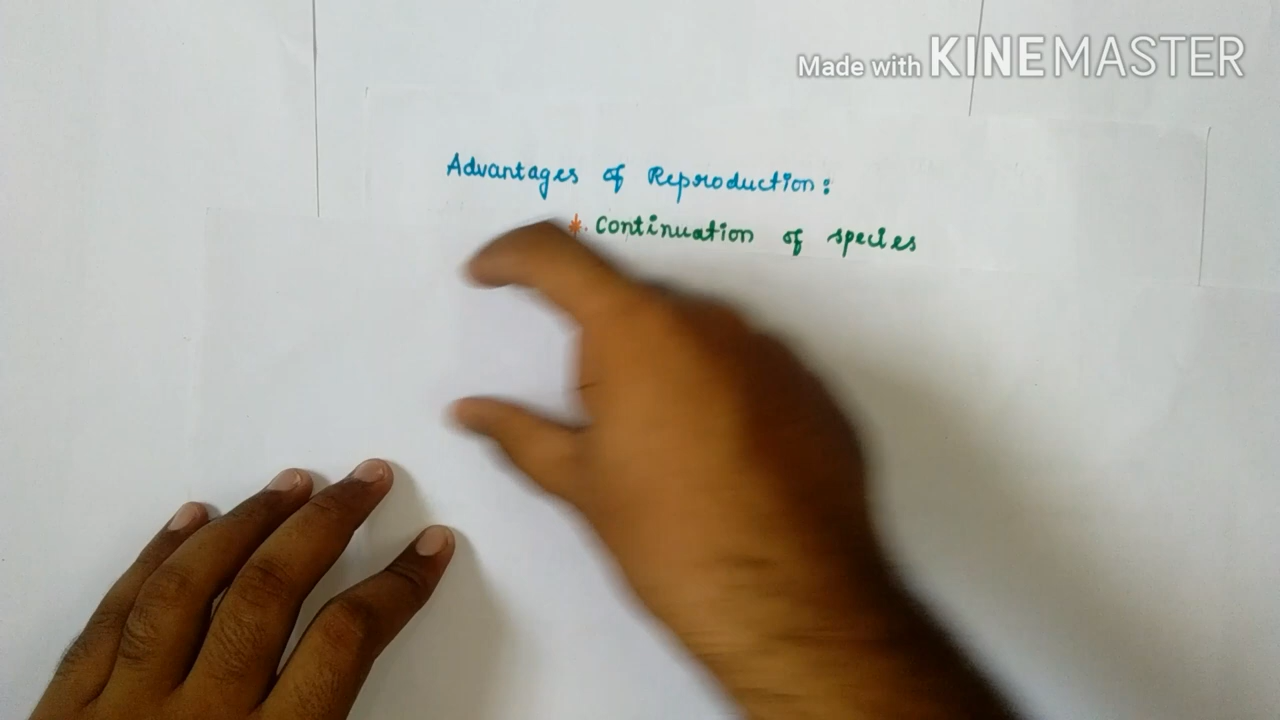 Made with KINEMASTER
Advantages of Reproduction:
*. Continuation of species